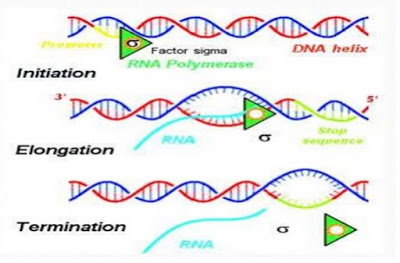 Promoter
σ
Factor sigma
DNA helix
RNA Polymerase
Initiation
3'
5'
RNA
σ
Stop
sequence
Elongation
Termination
σ
RNA